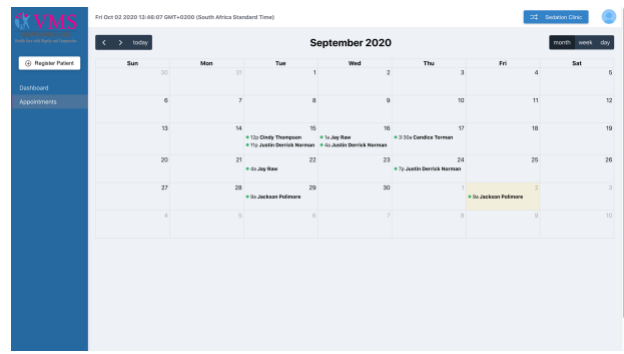 VMS
Fri Oct 02 2020 13:46:07 GMT+0200 (South Africa Standard Time)
Sedation Clinic
Register Patient
Dashboard
Appointments
today
September 2020
month week day
Sun Mon Tue Wed Thu Fri Sat
30 31 1 2 3 4 5
6 7 8 9 10 11 12
13 14 15 16 17 18 19
12p Cindy Thompson 1a Jay Raw 3:30a Candice Torman
11p Justin Derrick Norman 4a Justin Derrick Norman
20 21 22 23 24 25 26
4a Jay Raw 7p Justin Derrick Norman
27 28 29 30 1 2 3
9a Jackson Polimore 9a Jackson Polimore
4 5 6 7 8 9 10